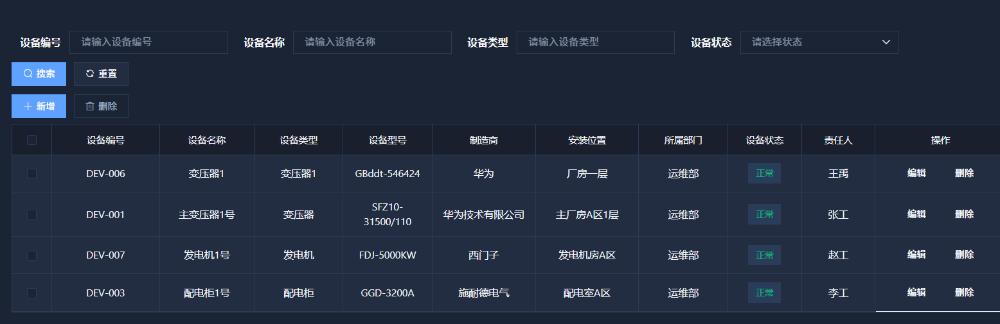 设备编号 请输入设备编号 设备名称 请输入设备名称 设备类型 请输入设备类型 设备状态 请选择状态
搜索 重置
新增 删除
设备编号 设备名称 设备类型 设备型号 制造商 安装位置 所属部门 设备状态 责任人 操作
DEV-006 变压器1 变压器1 GBddt-546424 华为 厂房一层 运维部 正常 王禹 编辑 删除
DEV-001 主变压器1号 变压器 SFZ10-31500/110 华为技术有限公司 主厂房A区1层 运维部 正常 张工 编辑 删除
DEV-007 发电机1号 发电机 FDJ-5000KW 西门子 发电机房A区 运维部 正常 赵工 编辑 删除
DEV-003 配电柜1号 配电柜 GGD-3200A 施耐德电气 配电室A区 运维部 正常 李工 编辑 删除